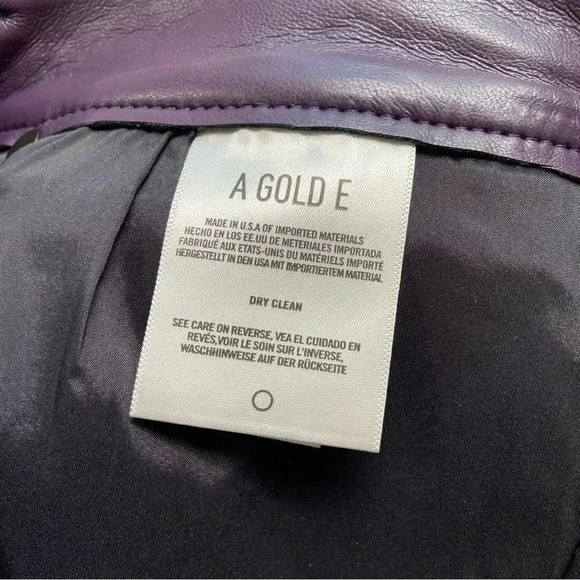 A GOLD E
MADE IN U.S.A OF IMPORTED MATERIALS
HECHO EN LOS EE.UU DE METERIALES IMPORTADA
FABRIQUÉ AUX ETATS-UNIS DU MATÉRIELS IMPORTÉ
HERGESTELLT IN DEN USA MIT IMPORTIERTEM MATERIAL
DRY CLEAN
SEE CARE ON REVERSE, VEA EL CUIDADO EN
REVÉS,VOIR LE SOIN SUR L'INVERSE,
WASCHHINWEISE AUF DER RÜCKSEITE